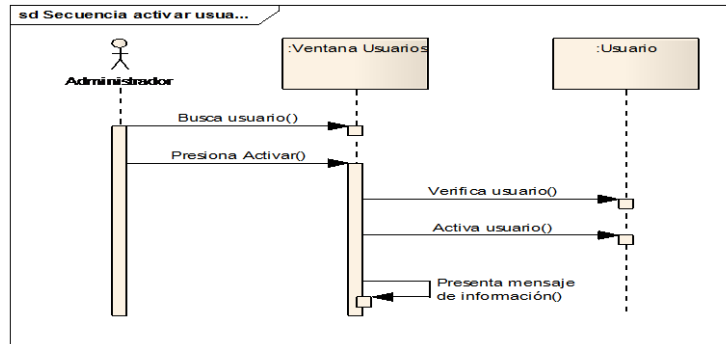 sd Secuencia activar usua...
:Ventana Usuarios
:Usuario
Administrador
Busca usuario()
Presiona Activar()
Verifica usuario()
Activa usuario()
Presenta mensaje
de información()